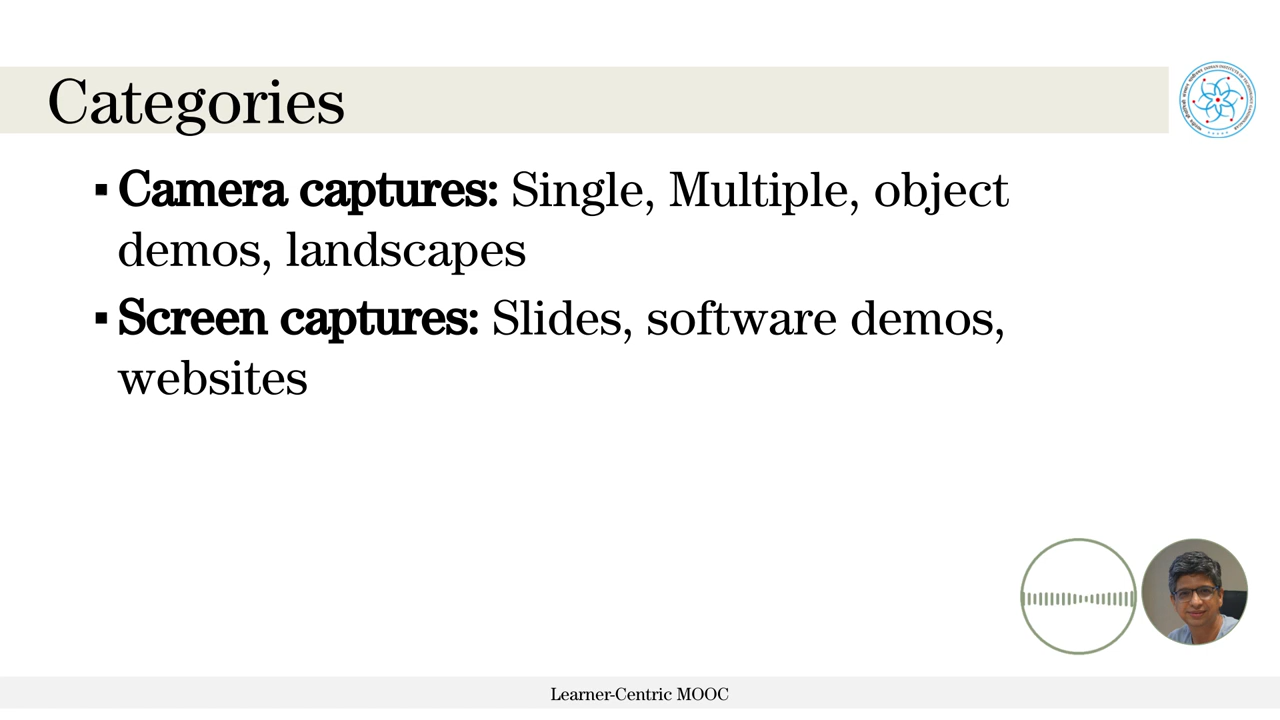 Categories
▪ Camera captures: Single, Multiple, object
demos, landscapes
▪ Screen captures: Slides, software demos,
websites
Learner-Centric MOOC